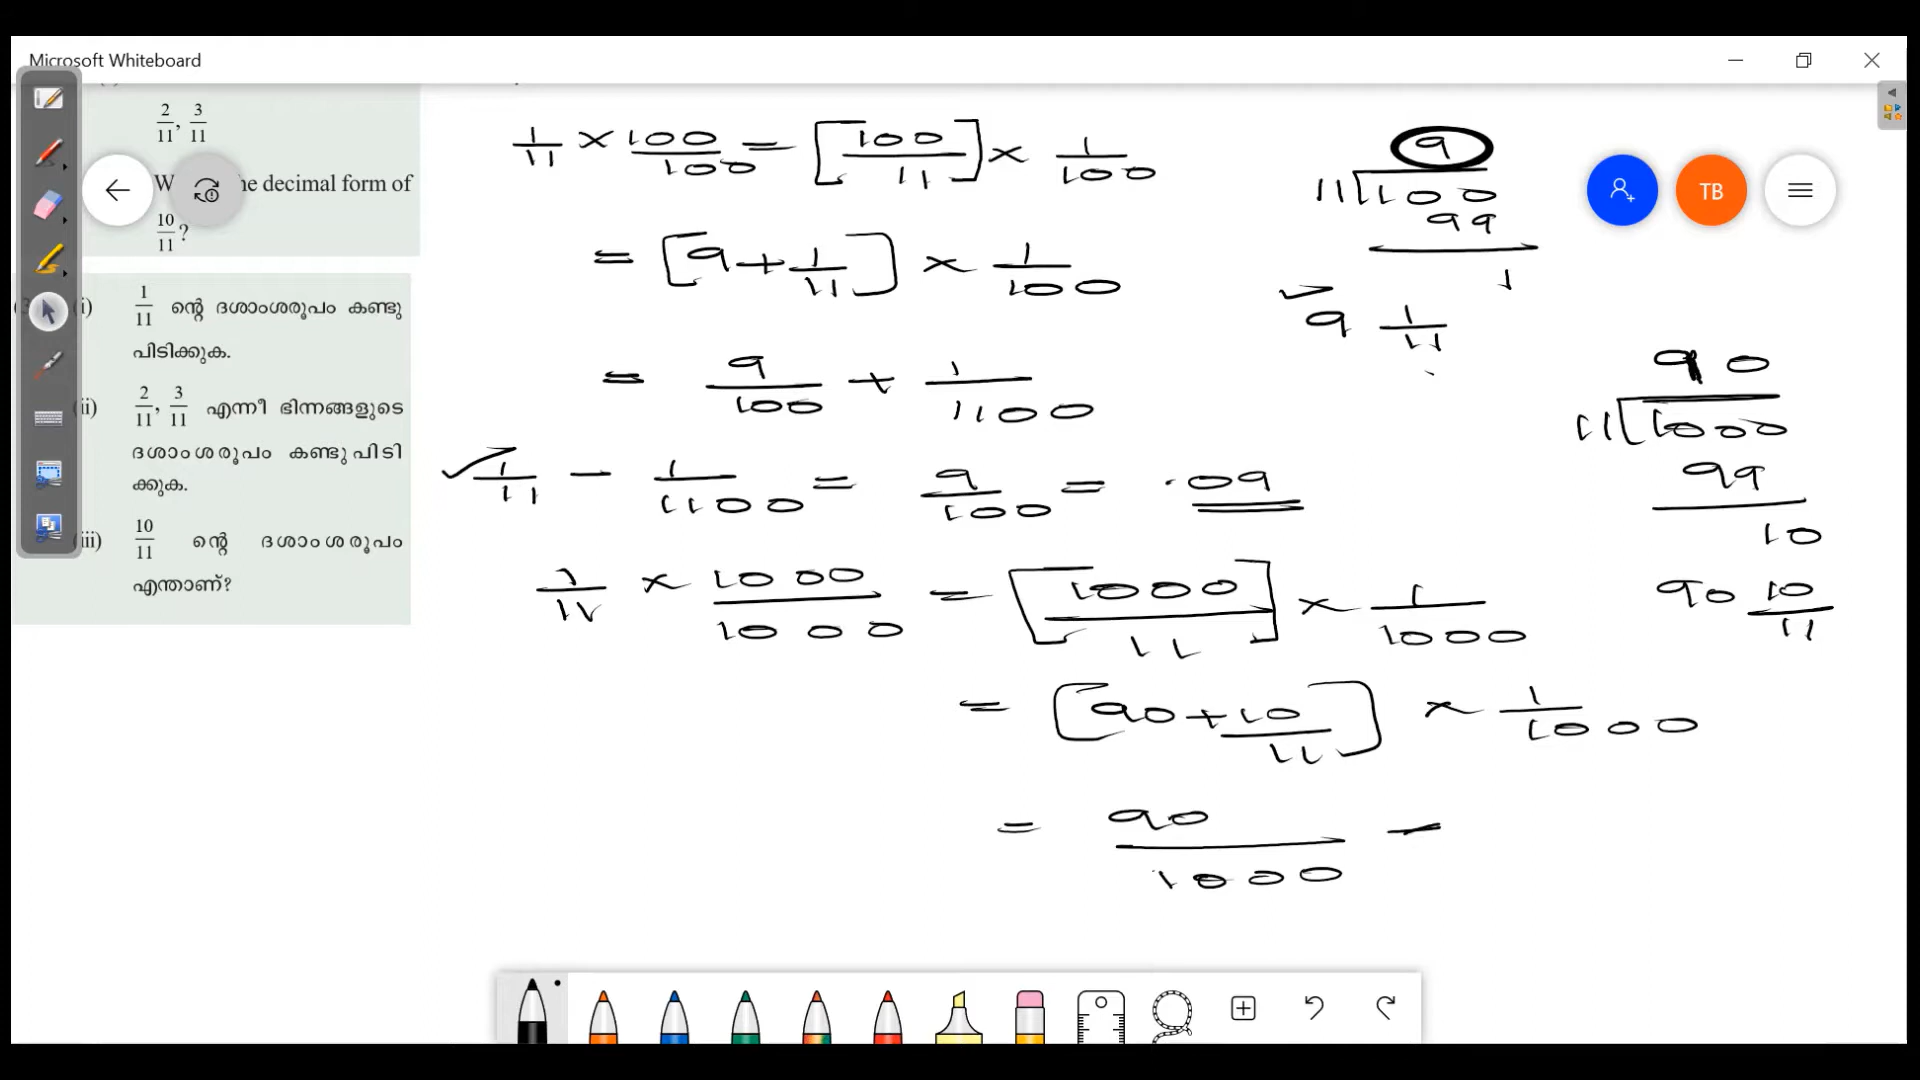 Microsoft Whiteboard
2/11, 3/11
W he decimal form of
10/11?
TB
(i) 1/11 ന്റെ ദശാംശരൂപം കണ്ടു
പിടിക്കുക.
(ii) 2/11, 3/11 എന്നീ ഭിന്നങ്ങളുടെ
ദശാംശരൂപം കണ്ടുപിടി
ക്കുക.
(iii) 10/11 ന്റെ ദശാംശരൂപം
എന്താണ്?
1/11 × 100/100 = [100/11] × 1/100
= [9 + 1/11] × 1/100
= 9/100 + 1/1100
1/11 − 1/1100 = 9/100 = .09
1/11 × 1000/1000 = [1000/11] × 1/1000
= [90 + 10/11] × 1/1000
= 90/1000 −
9
11 100
99
1
9 1/11
90
11 1000
99
10
90 10/11